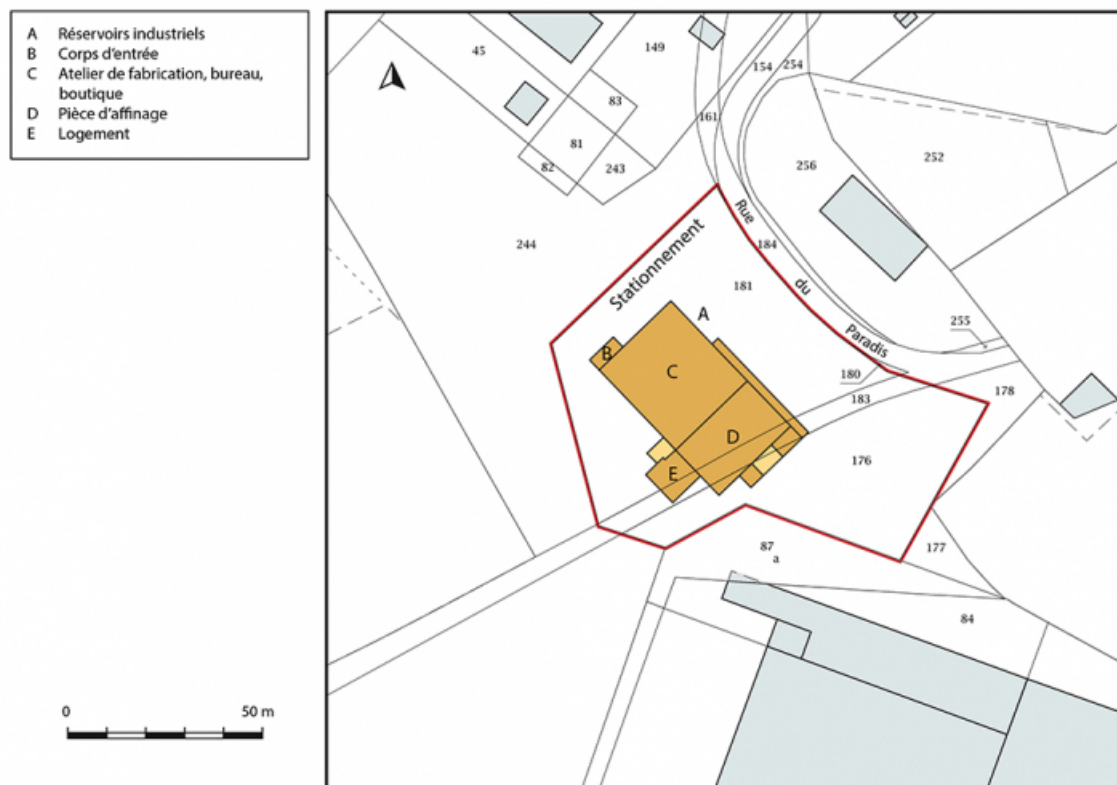 A Réservoirs industriels
B Corps d'entrée
C Atelier de fabrication, bureau,
boutique
D Pièce d'affinage
E Logement
0 50 m
45
149
154
254
83
161
81
82
243
256
252
244
Rue
184
du
Paradis
Stationnement
181
A
255
B
C
180
183
178
D
E
176
87
a
177
84